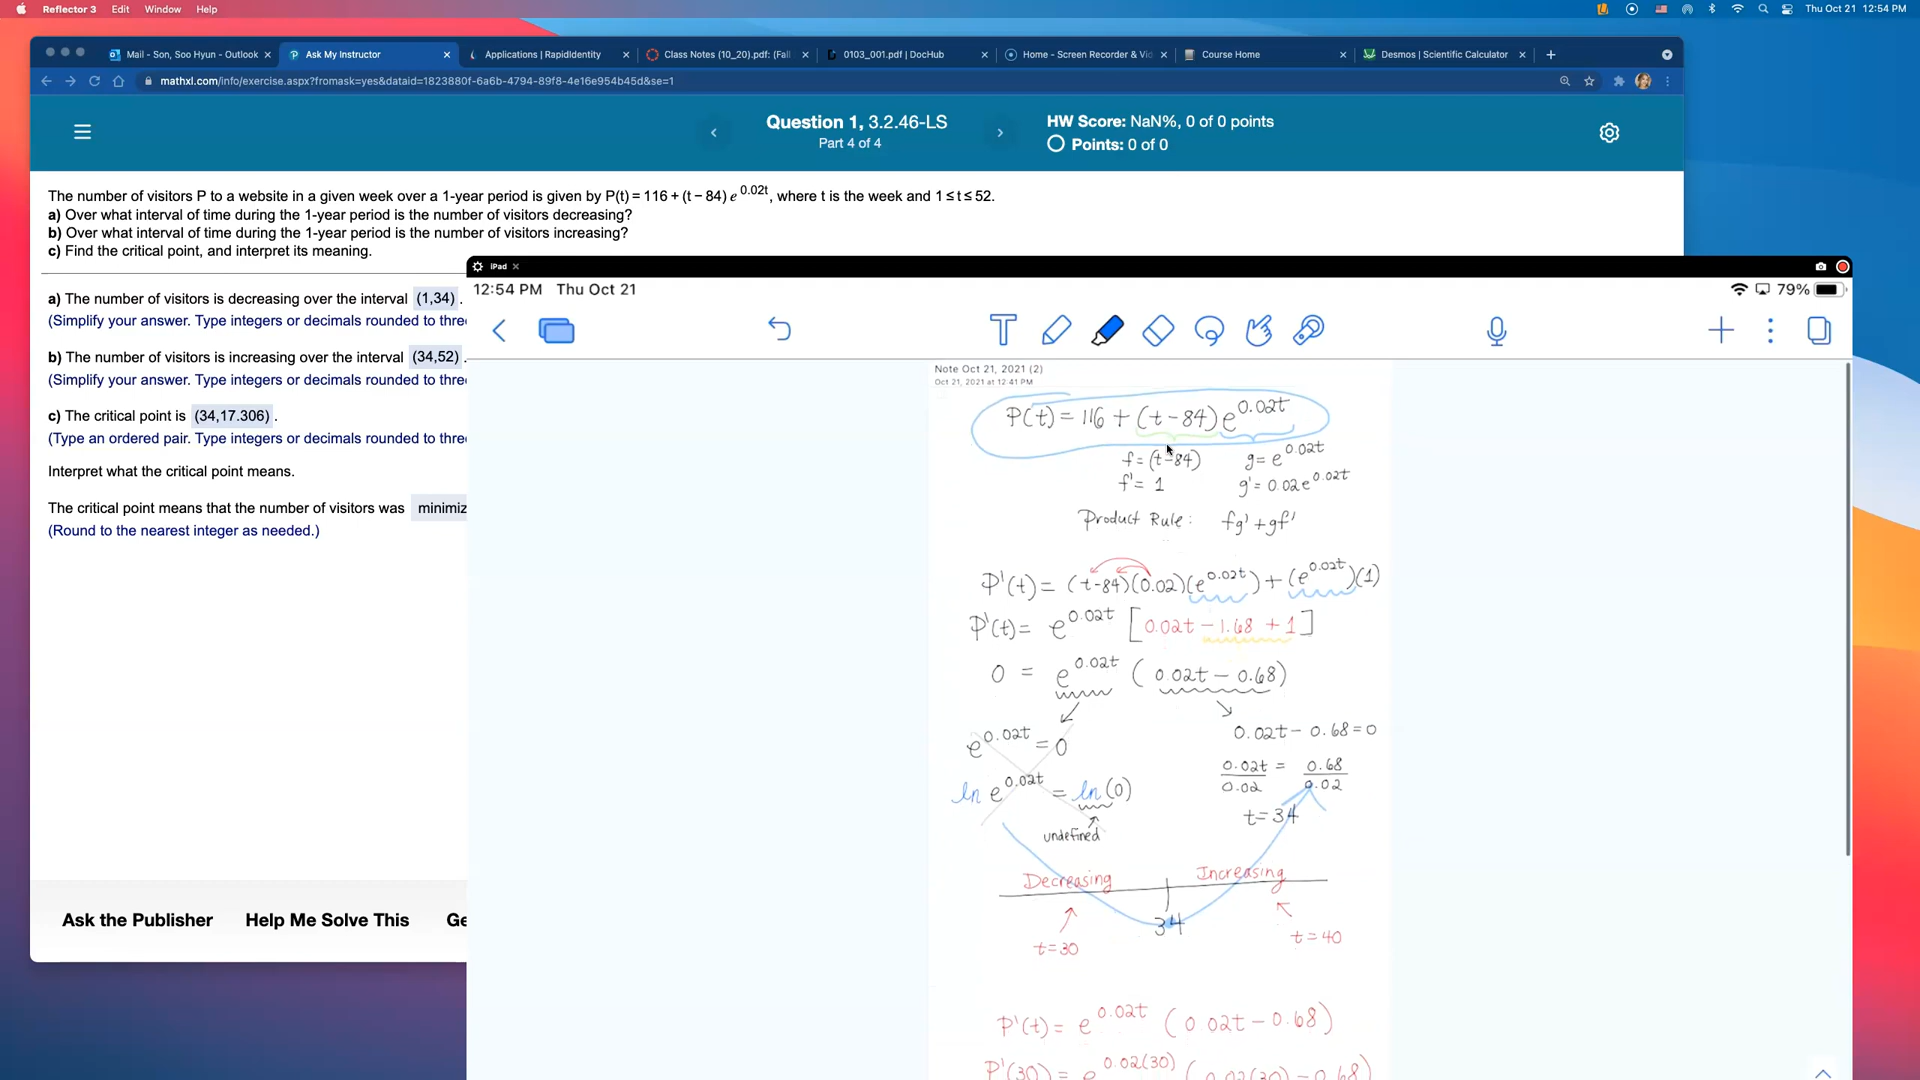 Reflector 3 Edit Window Help
Thu Oct 21 12:54 PM
Mail - Son, Soo Hyun - Outlook
Ask My Instructor
Applications | RapidIdentity
Class Notes (10_20).pdf: (Fall
0103_001.pdf | DocHub
Home - Screen Recorder & Vid
Course Home
Desmos | Scientific Calculator
mathxl.com/info/exercise.aspx?fromask=yes&dataid=1823880f-6a6b-4794-89f8-4e16e954b45d&se=1
Question 1, 3.2.46-LS
Part 4 of 4
HW Score: NaN%, 0 of 0 points
Points: 0 of 0
The number of visitors P to a website in a given week over a 1-year period is given by P(t) = 116 + (t − 84) e^0.02t, where t is the week and 1 ≤ t ≤ 52.
a) Over what interval of time during the 1-year period is the number of visitors decreasing?
b) Over what interval of time during the 1-year period is the number of visitors increasing?
c) Find the critical point, and interpret its meaning.
a) The number of visitors is decreasing over the interval (1,34) .
(Simplify your answer. Type integers or decimals rounded to three
b) The number of visitors is increasing over the interval (34,52) .
(Simplify your answer. Type integers or decimals rounded to three
c) The critical point is (34,17.306) .
(Type an ordered pair. Type integers or decimals rounded to three
Interpret what the critical point means.
The critical point means that the number of visitors was minimiz
(Round to the nearest integer as needed.)
Ask the Publisher Help Me Solve This Ge
iPad
12:54 PM Thu Oct 21
79%
Note Oct 21, 2021 (2)
Oct 21, 2021 at 12:41 PM
P(t) = 116 + (t − 84) e^0.02t
f = (t−84) g = e^0.02t
f' = 1 g' = 0.02e^0.02t
Product Rule: fg' + gf'
P'(t) = (t−84)(0.02)(e^0.02t) + (e^0.02t)(1)
P'(t) = e^0.02t [0.02t − 1.68 + 1]
0 = e^0.02t (0.02t − 0.68)
e^0.02t = 0
0.02t − 0.68 = 0
ln e^0.02t = ln(0)
undefined
0.02t/0.02 = 0.68/0.02
t = 34
Decreasing Increasing
34
t = 30 t = 40
P'(t) = e^0.02t (0.02t − 0.68)
P'(30) = e^0.02(30) (0.02(30) − 0.68)